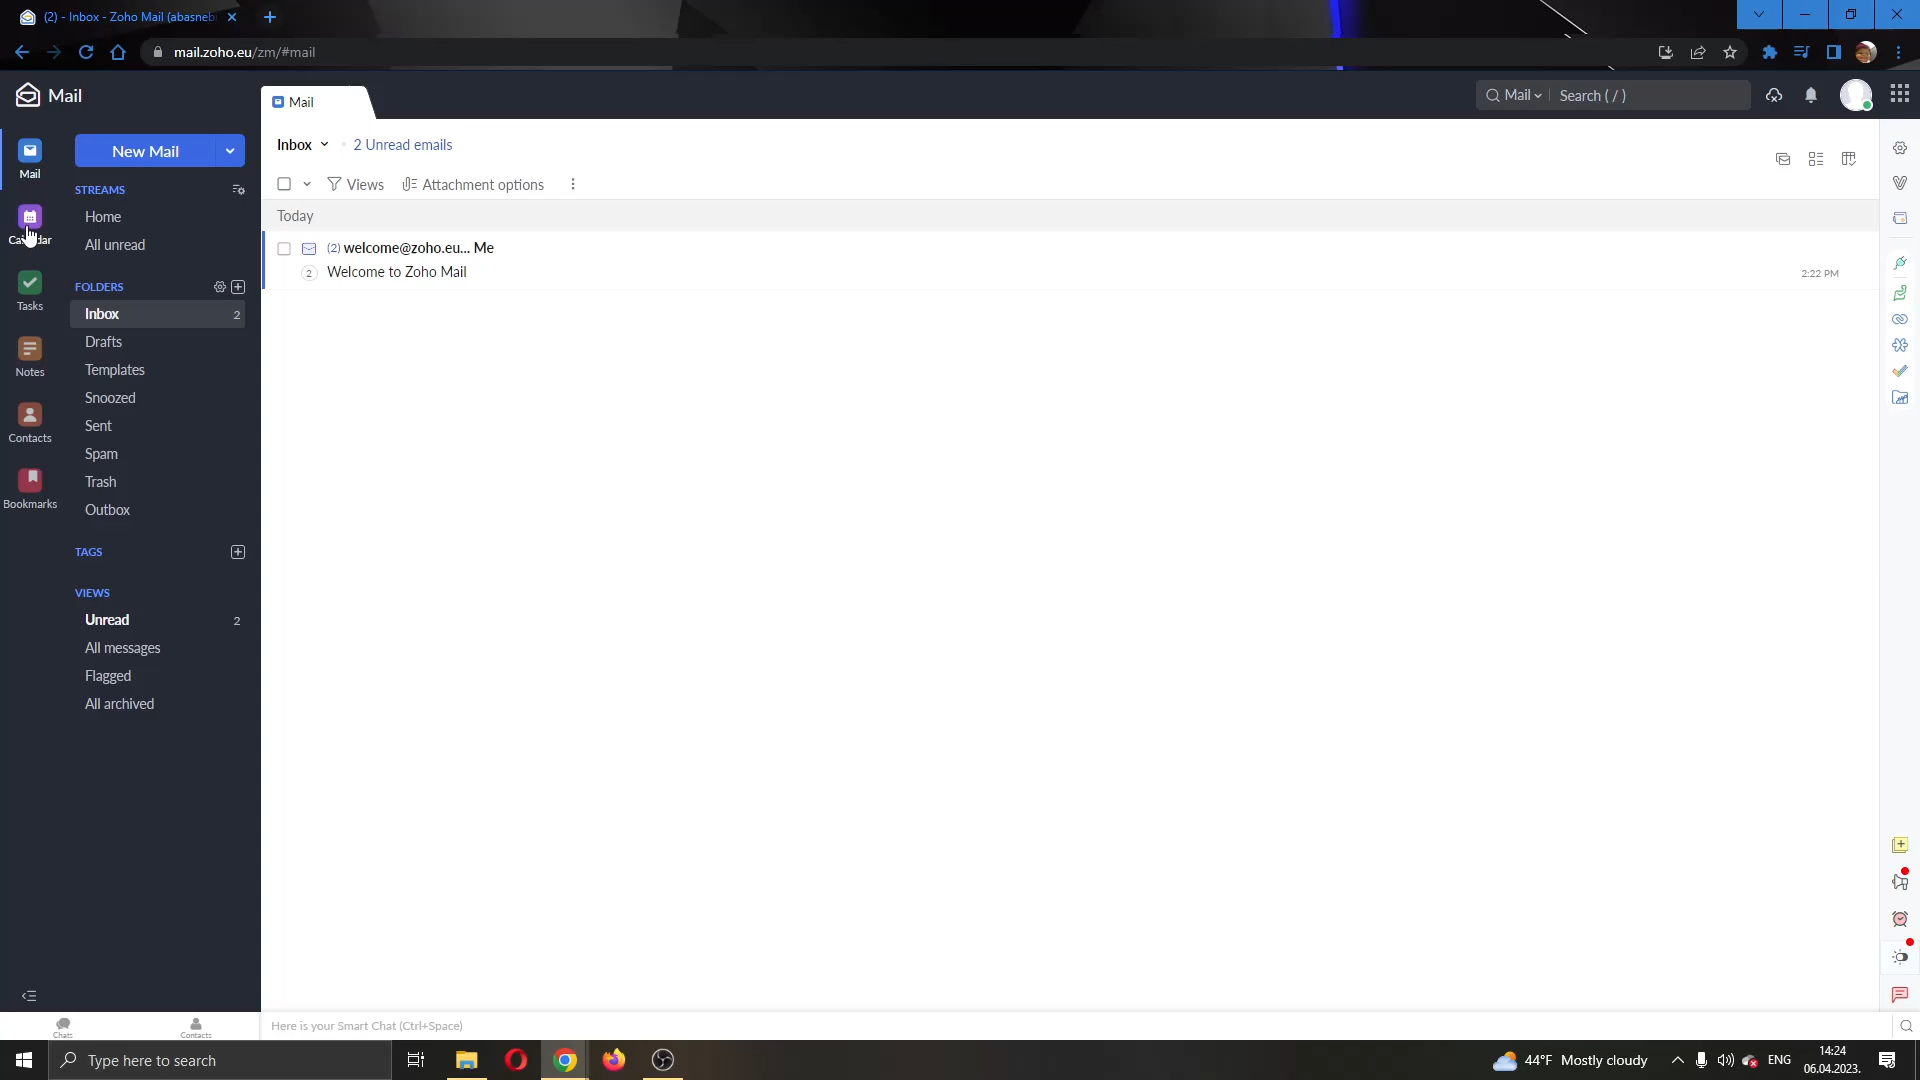 (2) - Inbox - Zoho Mail (abasneb
mail.zoho.eu/zm/#mail
Mail
Mail
Mail
Search ( / )
Mail
Calendar
Tasks
Notes
Contacts
Bookmarks
New Mail
STREAMS
Home
All unread
FOLDERS
Inbox 2
Drafts
Templates
Snoozed
Sent
Spam
Trash
Outbox
TAGS
VIEWS
Unread 2
All messages
Flagged
All archived
Inbox 2 Unread emails
Views Attachment options
Today
(2) welcome@zoho.eu... Me
2 Welcome to Zoho Mail 2:22 PM
Chats
Contacts
Here is your Smart Chat (Ctrl+Space)
Type here to search
44°F Mostly cloudy
ENG
14:24
06.04.2023.